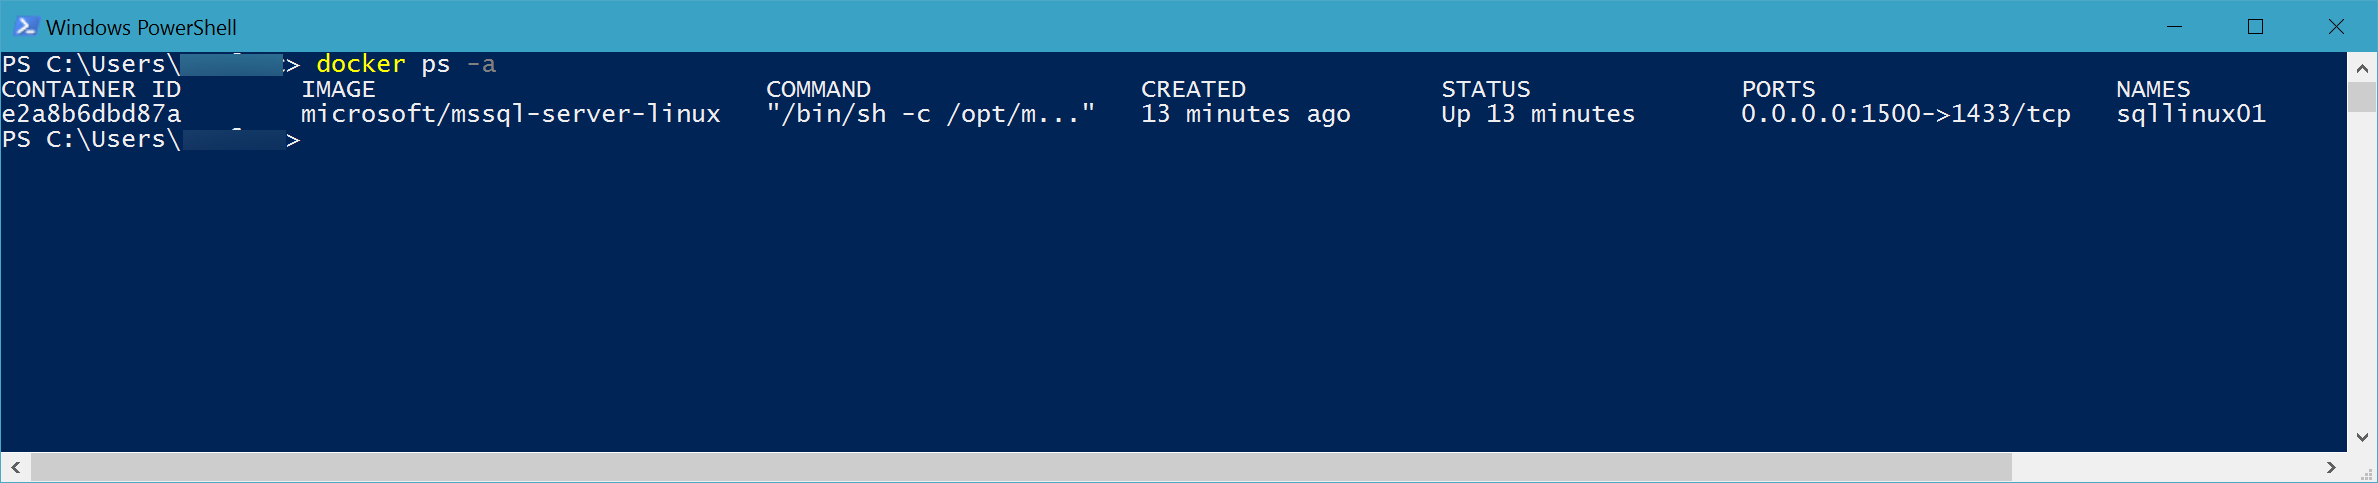 Windows PowerShell
PS C:\Users\ > docker ps -a
CONTAINER ID IMAGE COMMAND CREATED STATUS PORTS NAMES
e2a8b6dbd87a microsoft/mssql-server-linux "/bin/sh -c /opt/m..." 13 minutes ago Up 13 minutes 0.0.0.0:1500->1433/tcp sqllinux01
PS C:\Users\ >